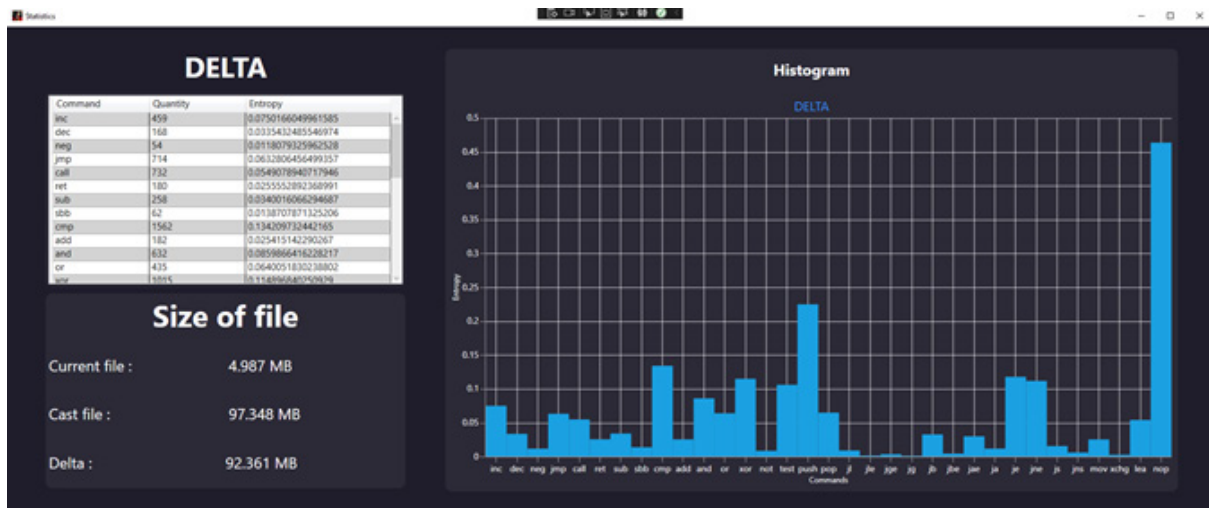 Statistics
60
DELTA
Command Quantity Entropy
inc 459 0.0750166049961585
dec 168 0.0335432485546974
neg 54 0.0118079325962528
jmp 714 0.0632806456499357
call 732 0.0549078940717946
ret 180 0.0255552892368991
sub 258 0.0340016066294687
sbb 62 0.0138707871325206
cmp 1562 0.134209732442165
add 182 0.025415142290267
and 632 0.0859866416228217
or 435 0.0640051830238802
xor 1015 0.114896840250929
Size of file
Current file : 4.987 MB
Cast file : 97.348 MB
Delta : 92.361 MB
Histogram
DELTA
0.5
0.45
0.4
0.35
0.3
0.25
0.2
0.15
0.1
0.05
0
Entropy
inc dec neg jmp call ret sub sbb cmp add and or xor not test push pop jl jle jge jg jb jbe jae ja je jne js jns mov xchg lea nop
Commands